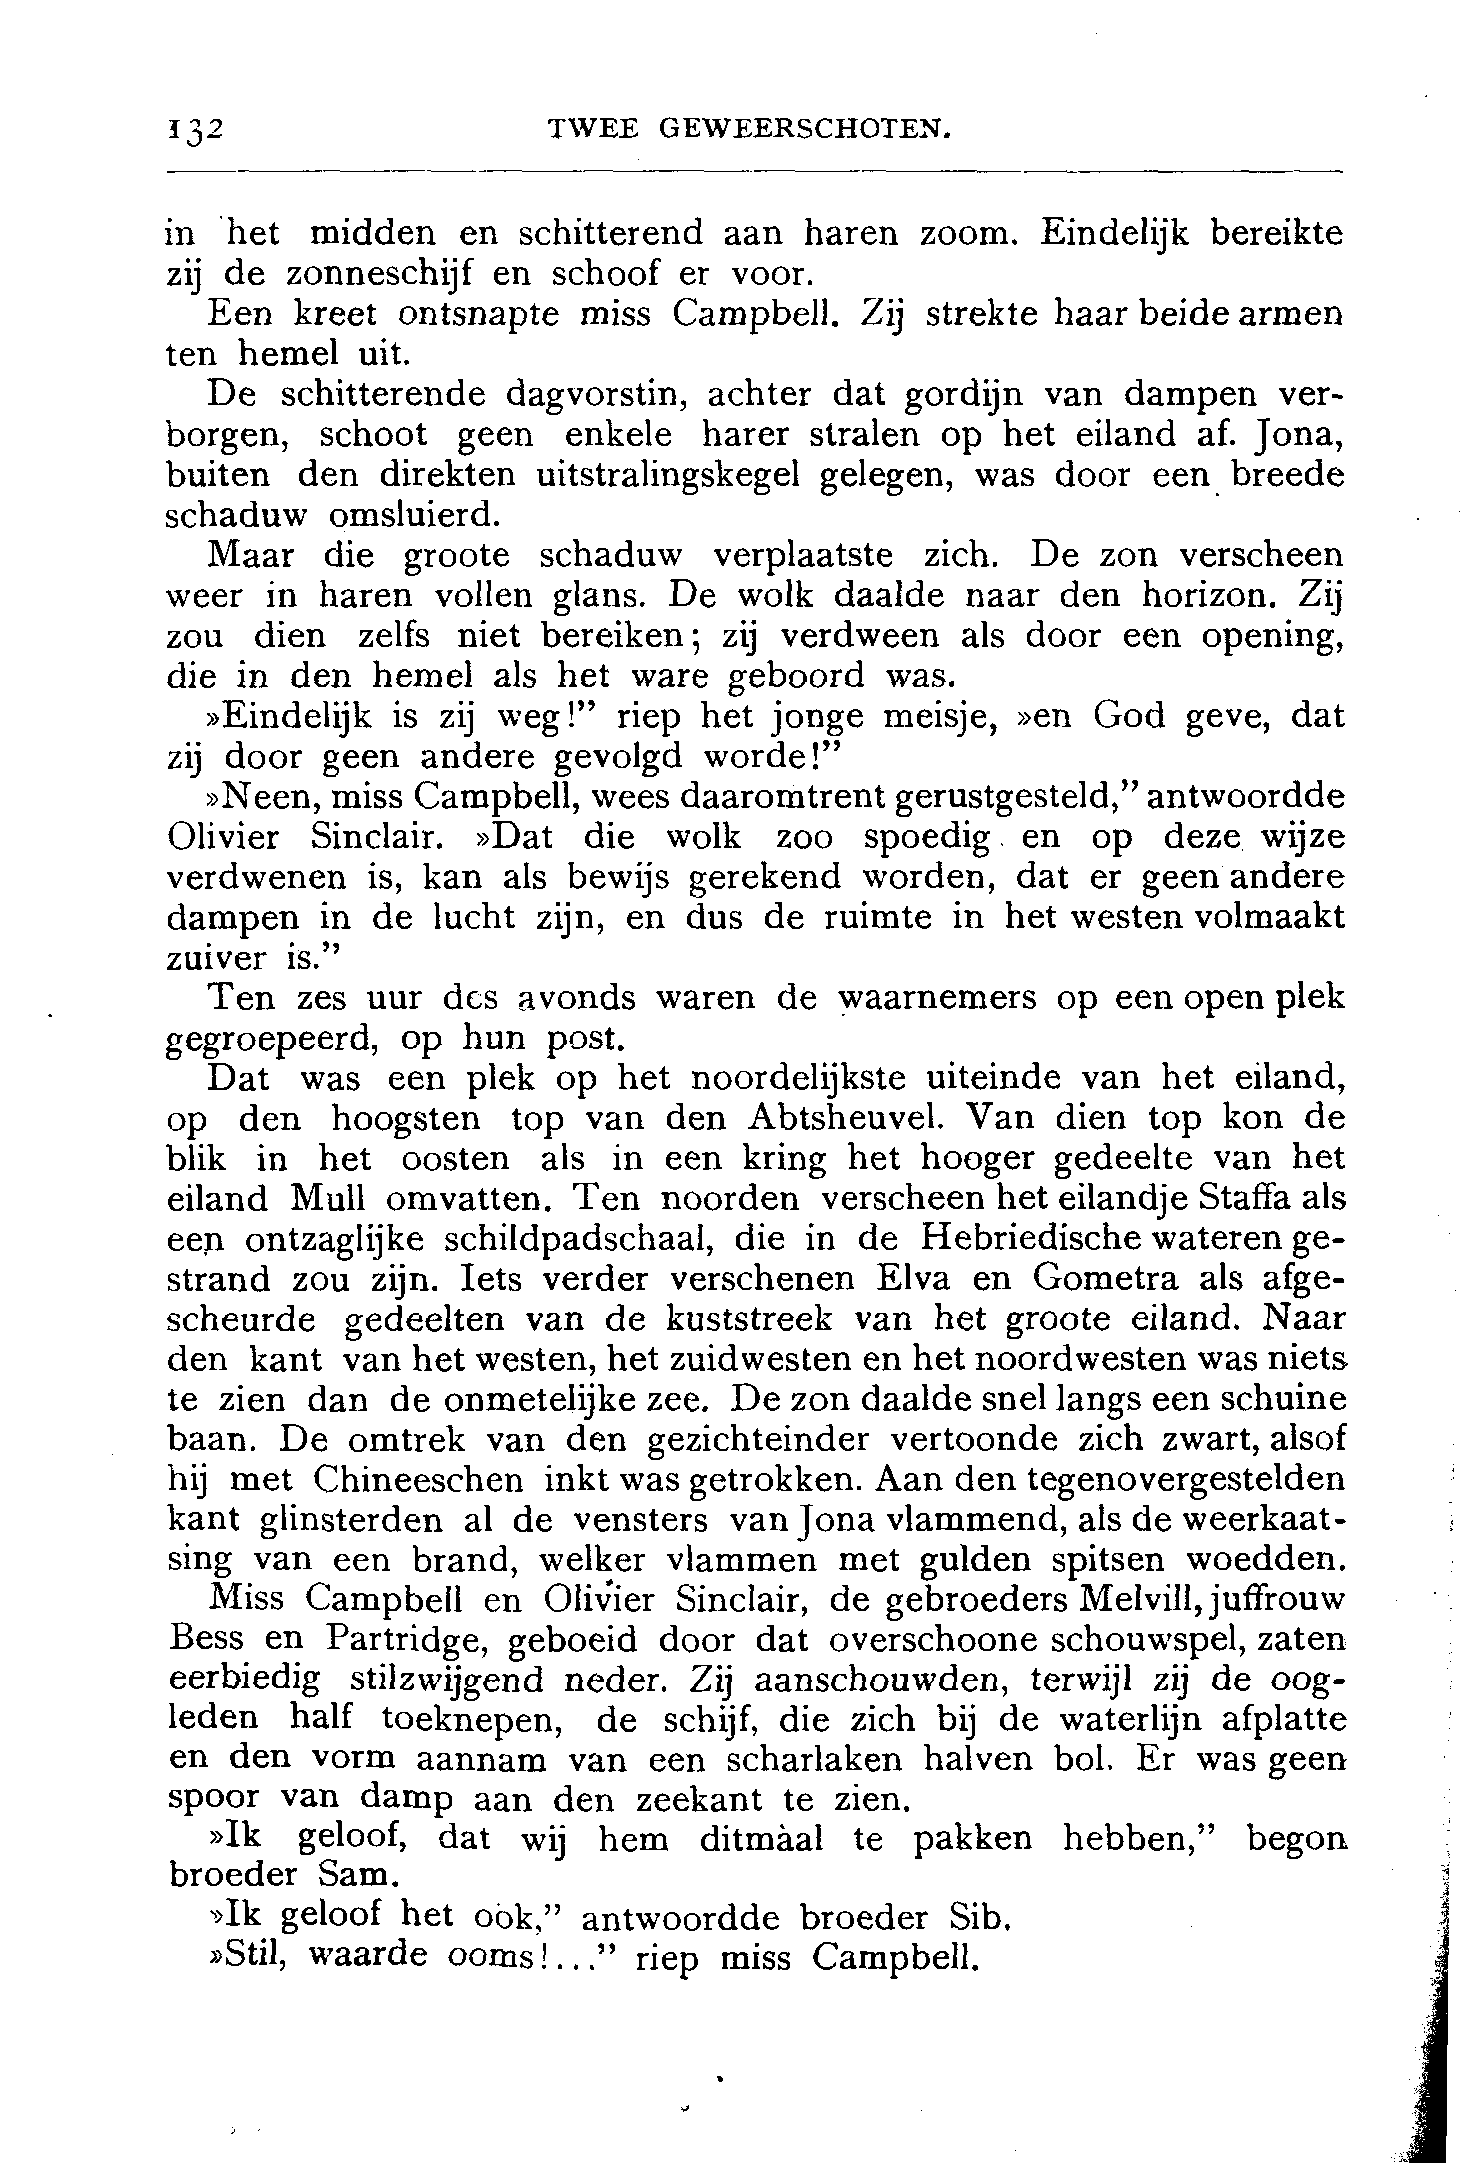 132 TWEE GEWEERSCHOTEN.
in het midden en schitterend aan haren zoom. Eindelijk bereikte
zij de zonneschijf en schoof er voor.
Een kreet ontsnapte miss Campbell. Zij strekte haar beide armen
ten hemel uit.
De schitterende dagvorstin, achter dat gordijn van dampen ver-
borgen, schoot geen enkele harer stralen op het eiland af. Jona,
buiten den direkten uitstralingskegel gelegen, was door een breede
schaduw omsluierd.
Maar die groote schaduw verplaatste zich. De zon verscheen
weer in haren vollen glans. De wolk daalde naar den horizon. Zij
zou dien zelfs niet bereiken; zij verdween als door een opening,
die in den hemel als het ware geboord was.
»Eindelijk is zij weg!” riep het jonge meisje, »en God geve, dat
zij door geen andere gevolgd worde!”
»Neen, miss Campbell, wees daaromtrent gerustgesteld,” antwoordde
Olivier Sinclair. »Dat die wolk zoo spoedig en op deze wijze
verdwenen is, kan als bewijs gerekend worden, dat er geen andere
dampen in de lucht zijn, en dus de ruimte in het westen volmaakt
zuiver is.”
Ten zes uur des avonds waren de waarnemers op een open plek
gegroepeerd, op hun post.
Dat was een plek op het noordelijkste uiteinde van het eiland,
op den hoogsten top van den Abtsheuvel. Van dien top kon de
blik in het oosten als in een kring het hooger gedeelte van het
eiland Mull omvatten. Ten noorden verscheen het eilandje Staffa als
een ontzaglijke schildpadschaal, die in de Hebriedische wateren ge-
strand zou zijn. Iets verder verschenen Elva en Gometra als afge-
scheurde gedeelten van de kuststreek van het groote eiland. Naar
den kant van het westen, het zuidwesten en het noordwesten was niets
te zien dan de onmetelijke zee. De zon daalde snel langs een schuine
baan. De omtrek van den gezichteinder vertoonde zich zwart, alsof
hij met Chineeschen inkt was getrokken. Aan den tegenovergestelden
kant glinsterden al de vensters van Jona vlammend, als de weerkaat-
sing van een brand, welker vlammen met gulden spitsen woedden.
Miss Campbell en Olivier Sinclair, de gebroeders Melvill, juffrouw
Bess en Partridge, geboeid door dat overschoone schouwspel, zaten
eerbiedig stilzwijgend neder. Zij aanschouwden, terwijl zij de oog-
leden half toeknepen, de schijf, die zich bij de waterlijn afplatte
en den vorm aannam van een scharlaken halven bol. Er was geen
spoor van damp aan den zeekant te zien.
»Ik geloof, dat wij hem ditmàal te pakken hebben,” begon
broeder Sam.
»Ik geloof het ook,” antwoordde broeder Sib.
»Stil, waarde ooms!...” riep miss Campbell.